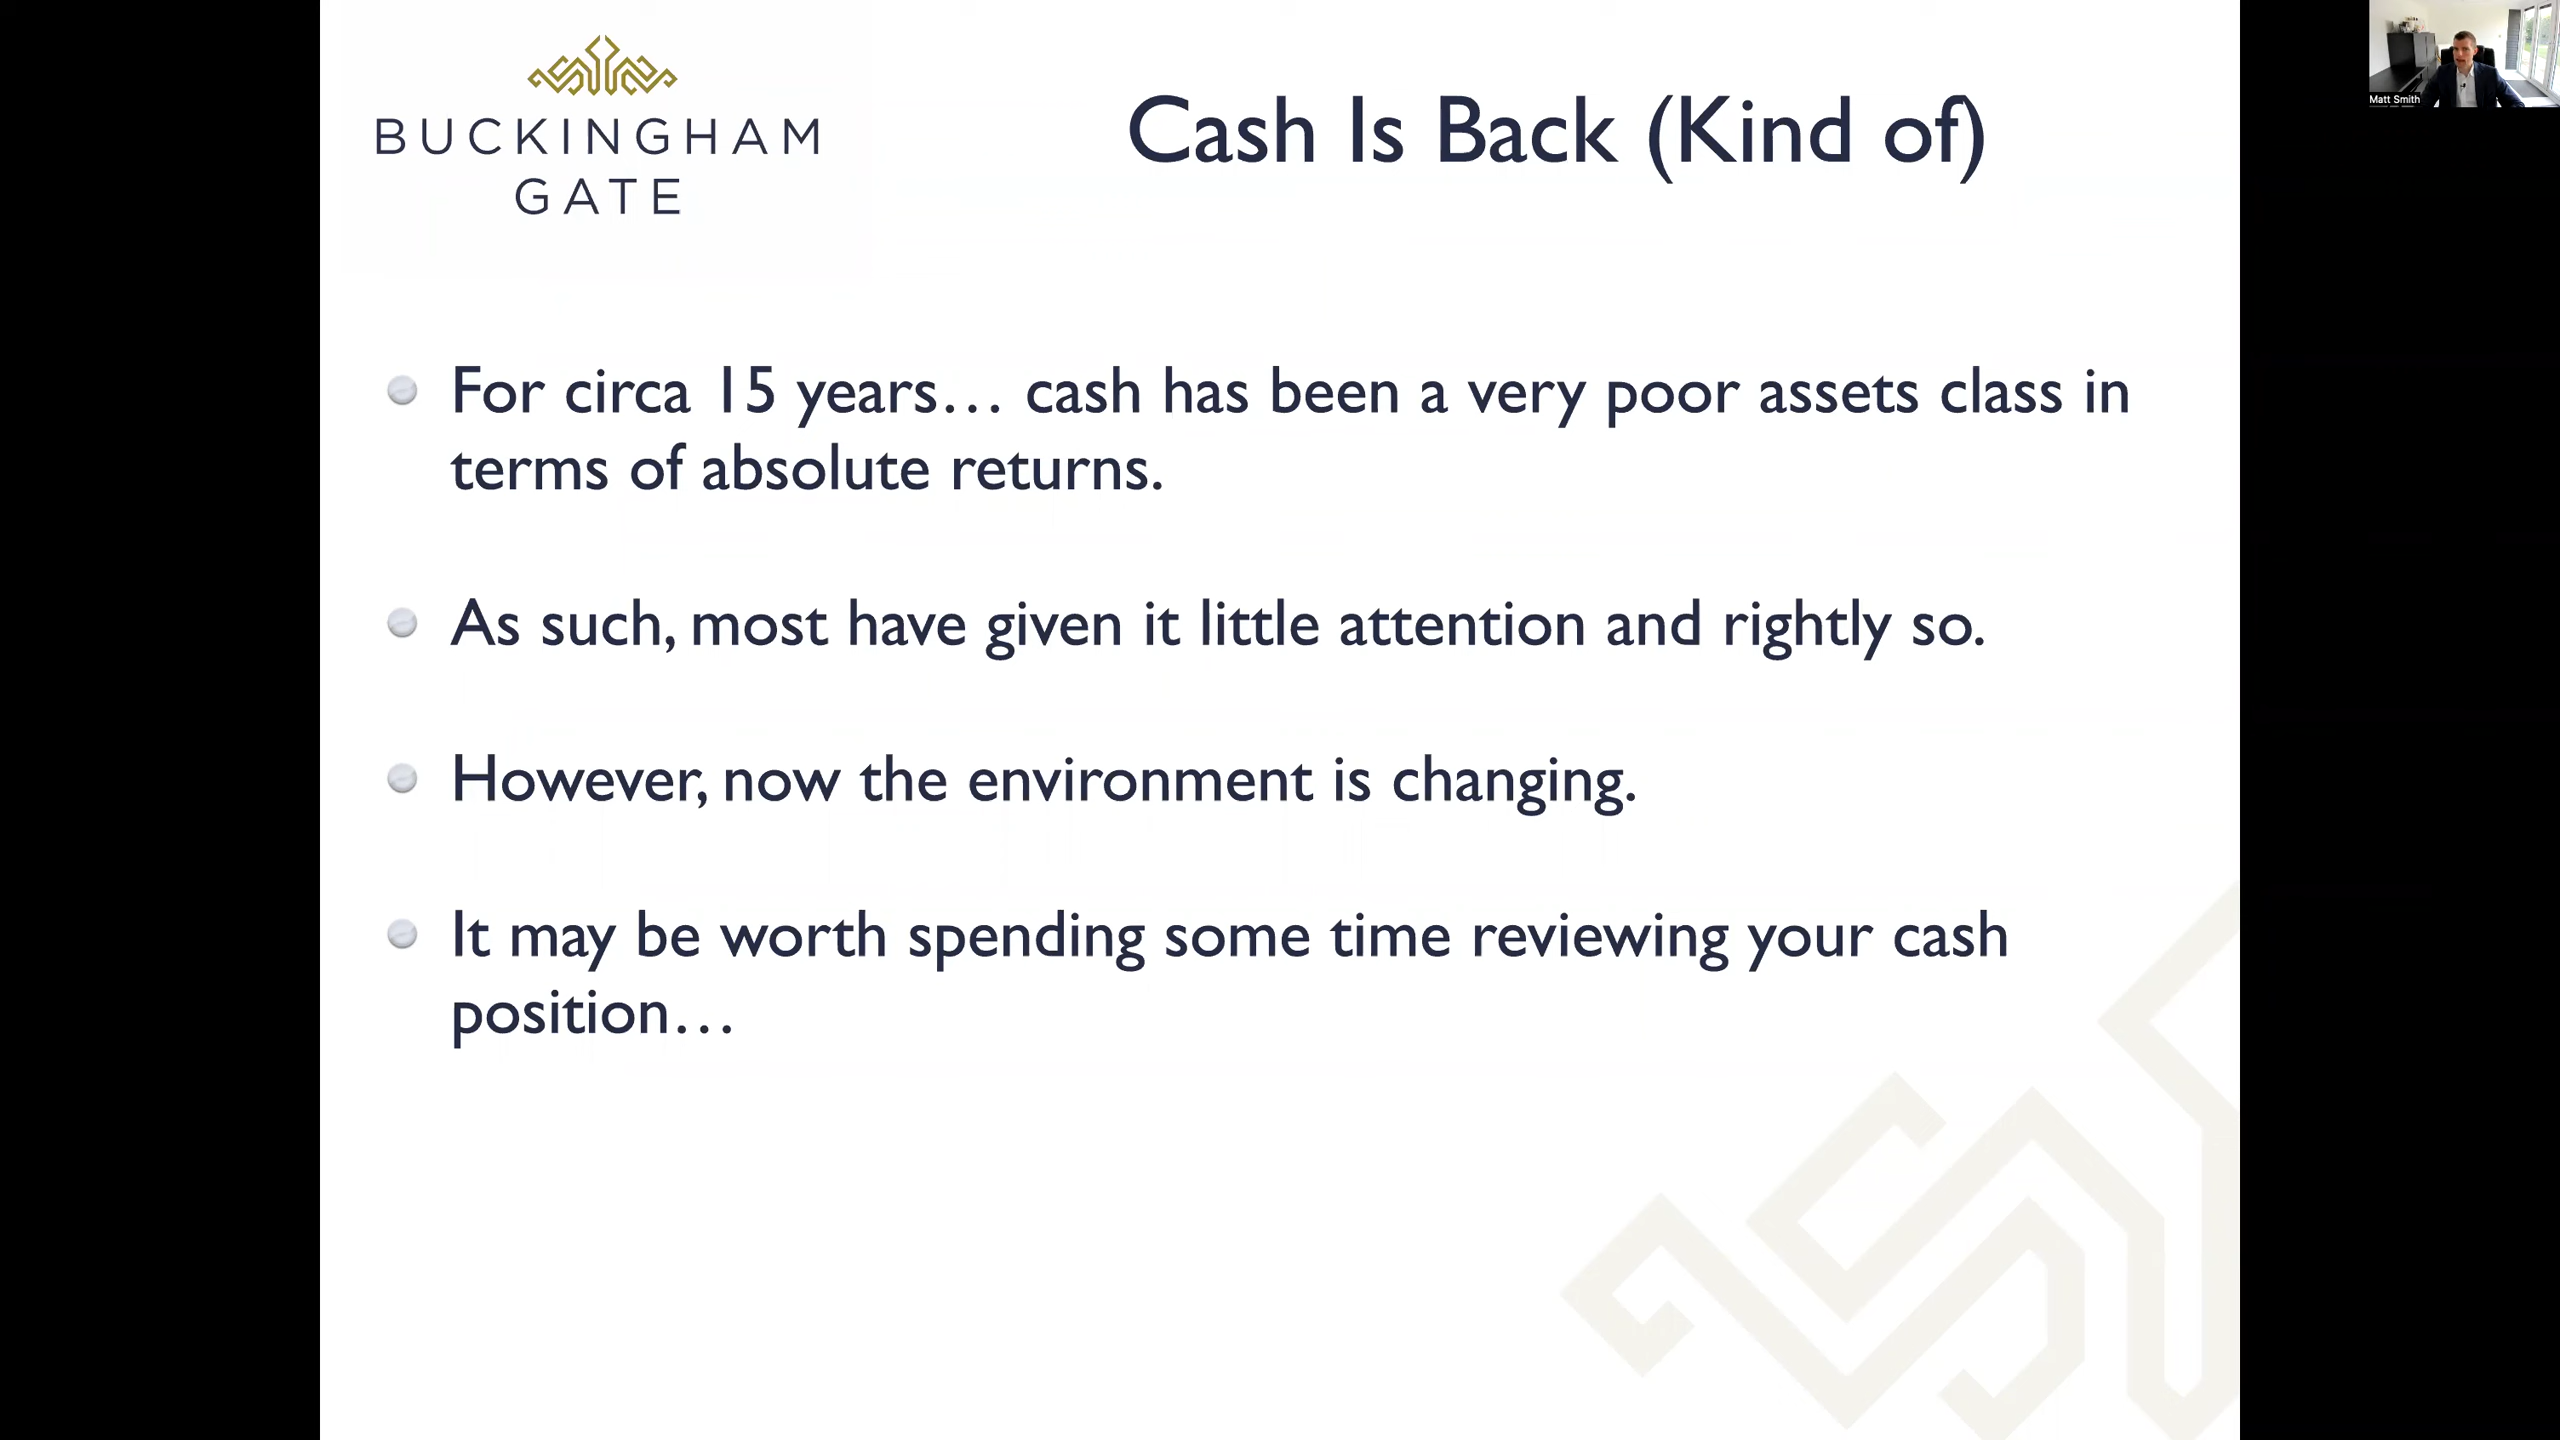 BUCKINGHAM
GATE
Cash Is Back (Kind of)
For circa 15 years… cash has been a very poor assets class in
terms of absolute returns.
As such, most have given it little attention and rightly so.
However, now the environment is changing.
It may be worth spending some time reviewing your cash
position…
Matt Smith